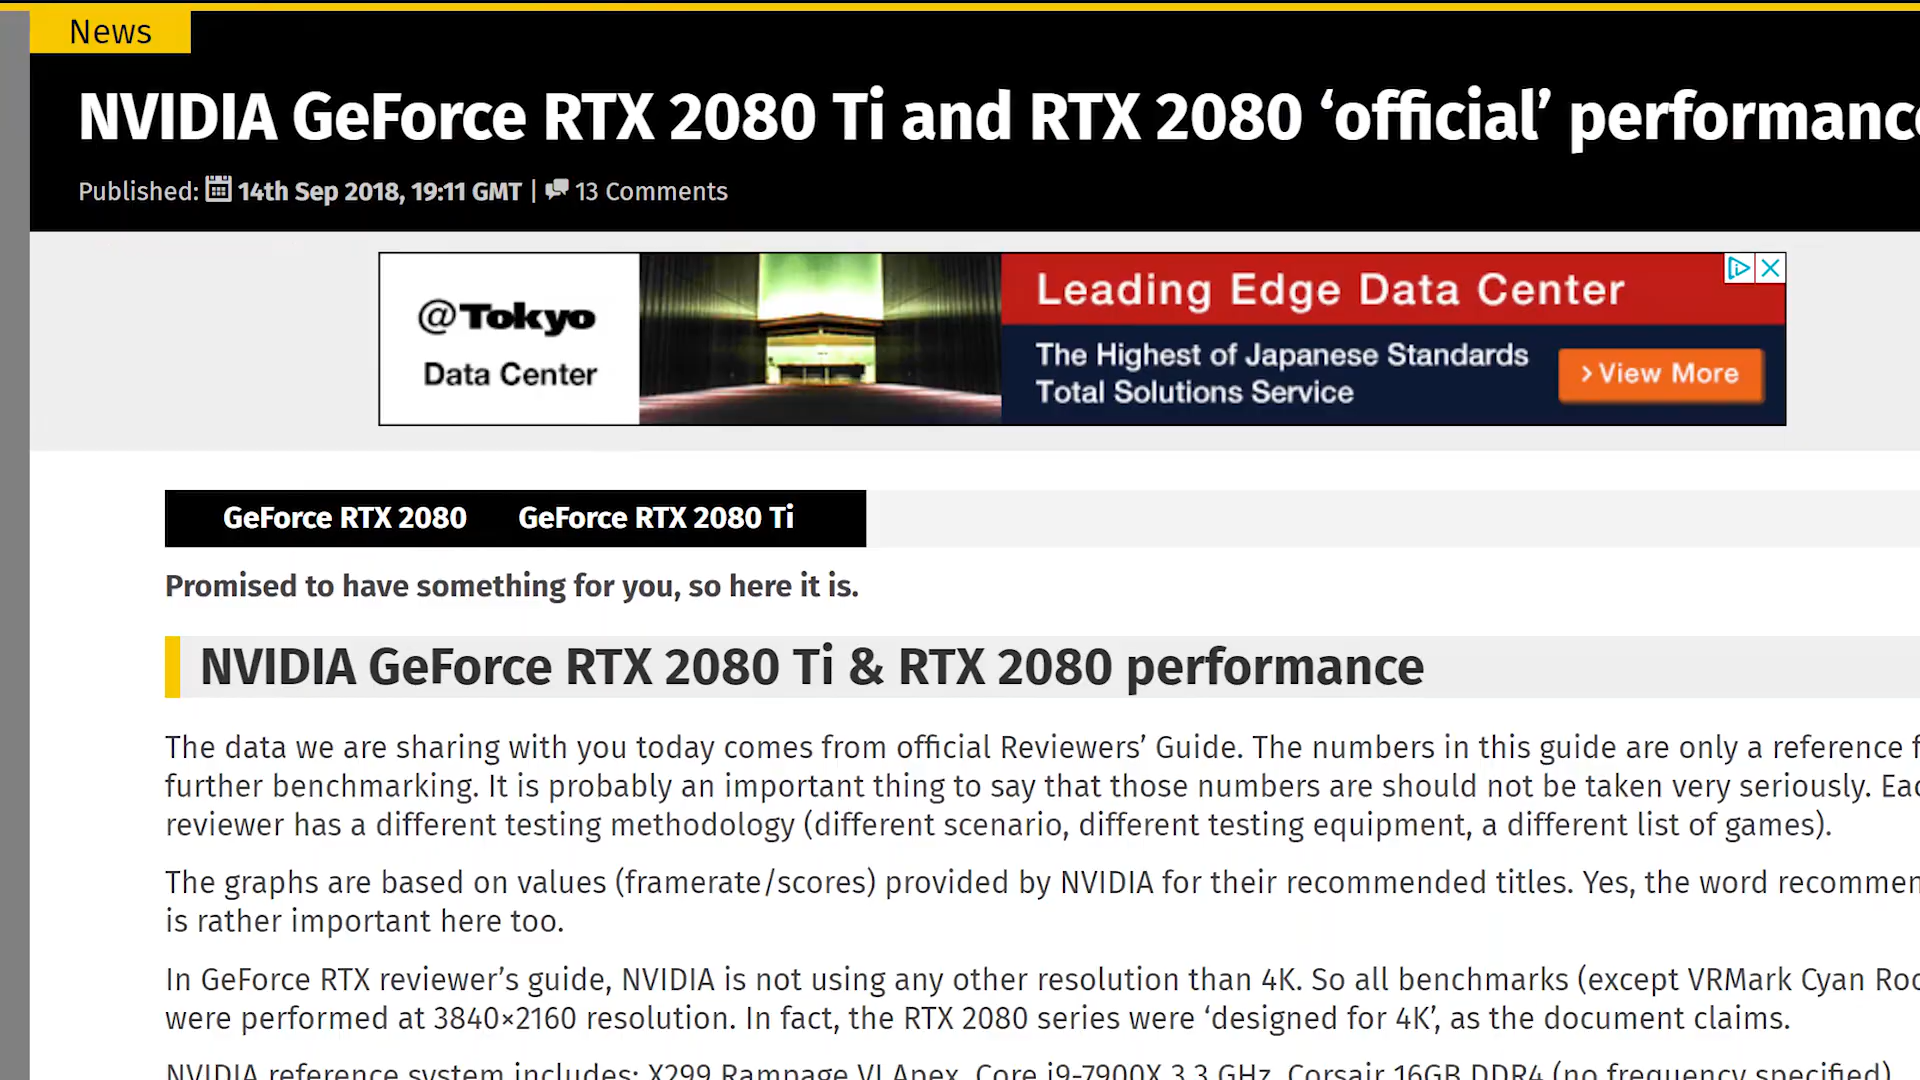 News
NVIDIA GeForce RTX 2080 Ti and RTX 2080 ‘official’ performance
Published: 14th Sep 2018, 19:11 GMT | 13 Comments
@Tokyo
Data Center
Leading Edge Data Center
The Highest of Japanese Standards
Total Solutions Service
> View More
GeForce RTX 2080 GeForce RTX 2080 Ti
Promised to have something for you, so here it is.
NVIDIA GeForce RTX 2080 Ti & RTX 2080 performance
The data we are sharing with you today comes from official Reviewers’ Guide. The numbers in this guide are only a reference f
further benchmarking. It is probably an important thing to say that those numbers are should not be taken very seriously. Eac
reviewer has a different testing methodology (different scenario, different testing equipment, a different list of games).
The graphs are based on values (framerate/scores) provided by NVIDIA for their recommended titles. Yes, the word recommen
is rather important here too.
In GeForce RTX reviewer’s guide, NVIDIA is not using any other resolution than 4K. So all benchmarks (except VRMark Cyan Roo
were performed at 3840×2160 resolution. In fact, the RTX 2080 series were ‘designed for 4K’, as the document claims.
NVIDIA reference system includes: X299 Rampage VI Apex, Core i9-7900X 3.3 GHz, Corsair 16GB DDR4 (no frequency specified)